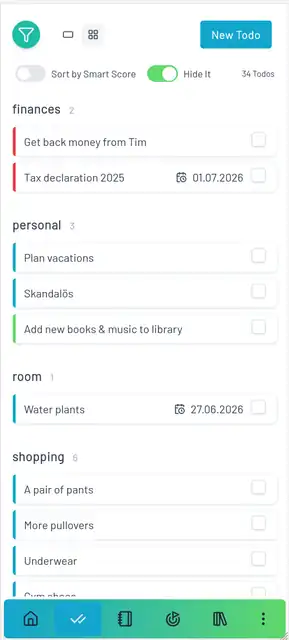 New Todo
Sort by Smart Score Hide It 34 Todos
finances 2
Get back money from Tim
Tax declaration 2025 01.07.2026
personal 3
Plan vacations
Skandalös
Add new books & music to library
room 1
Water plants 27.06.2026
shopping 6
A pair of pants
More pullovers
Underwear
Gym shoes